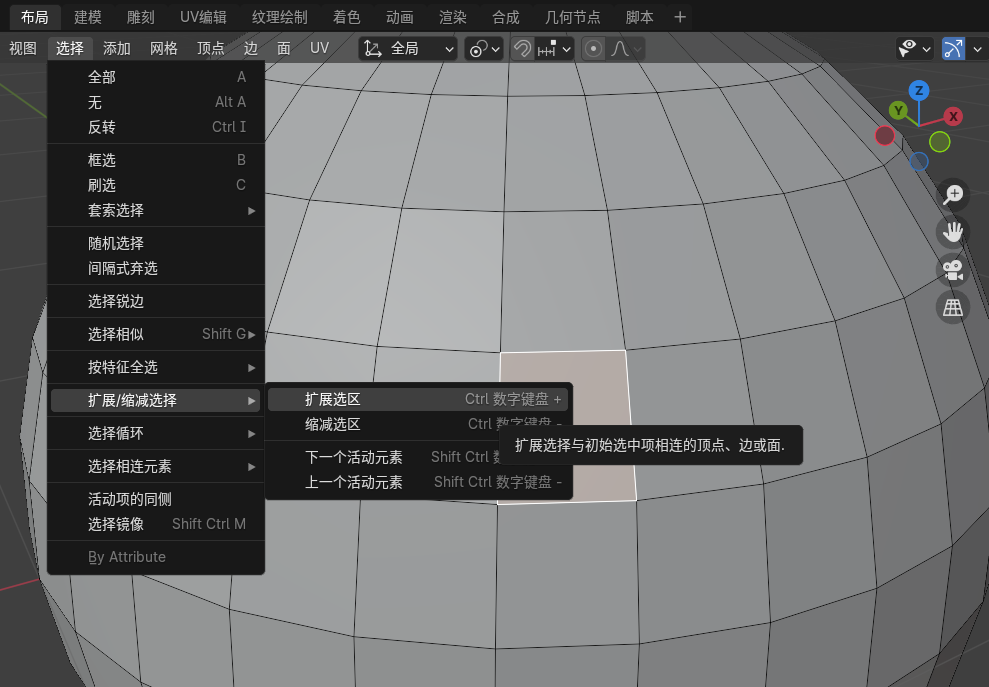 布局 建模 雕刻 UV编辑 纹理绘制 着色 动画 渲染 合成 几何节点 脚本 +
视图 选择 添加 网格 顶点 边 面 UV 全局
全部 A
无 Alt A
反转 Ctrl I
框选 B
刷选 C
套索选择
随机选择
间隔式弃选
选择锐边
选择相似 Shift G
按特征全选
扩展/缩减选择
选择循环
选择相连元素
活动项的同侧
选择镜像 Shift Ctrl M
By Attribute
扩展选区 Ctrl 数字键盘 +
缩减选区 Ctrl 数字键盘 -
下一个活动元素 Shift Ctrl
上一个活动元素 Shift Ctrl 数字键盘 -
扩展选择与初始选中项相连的顶点、边或面.
Z
Y
X